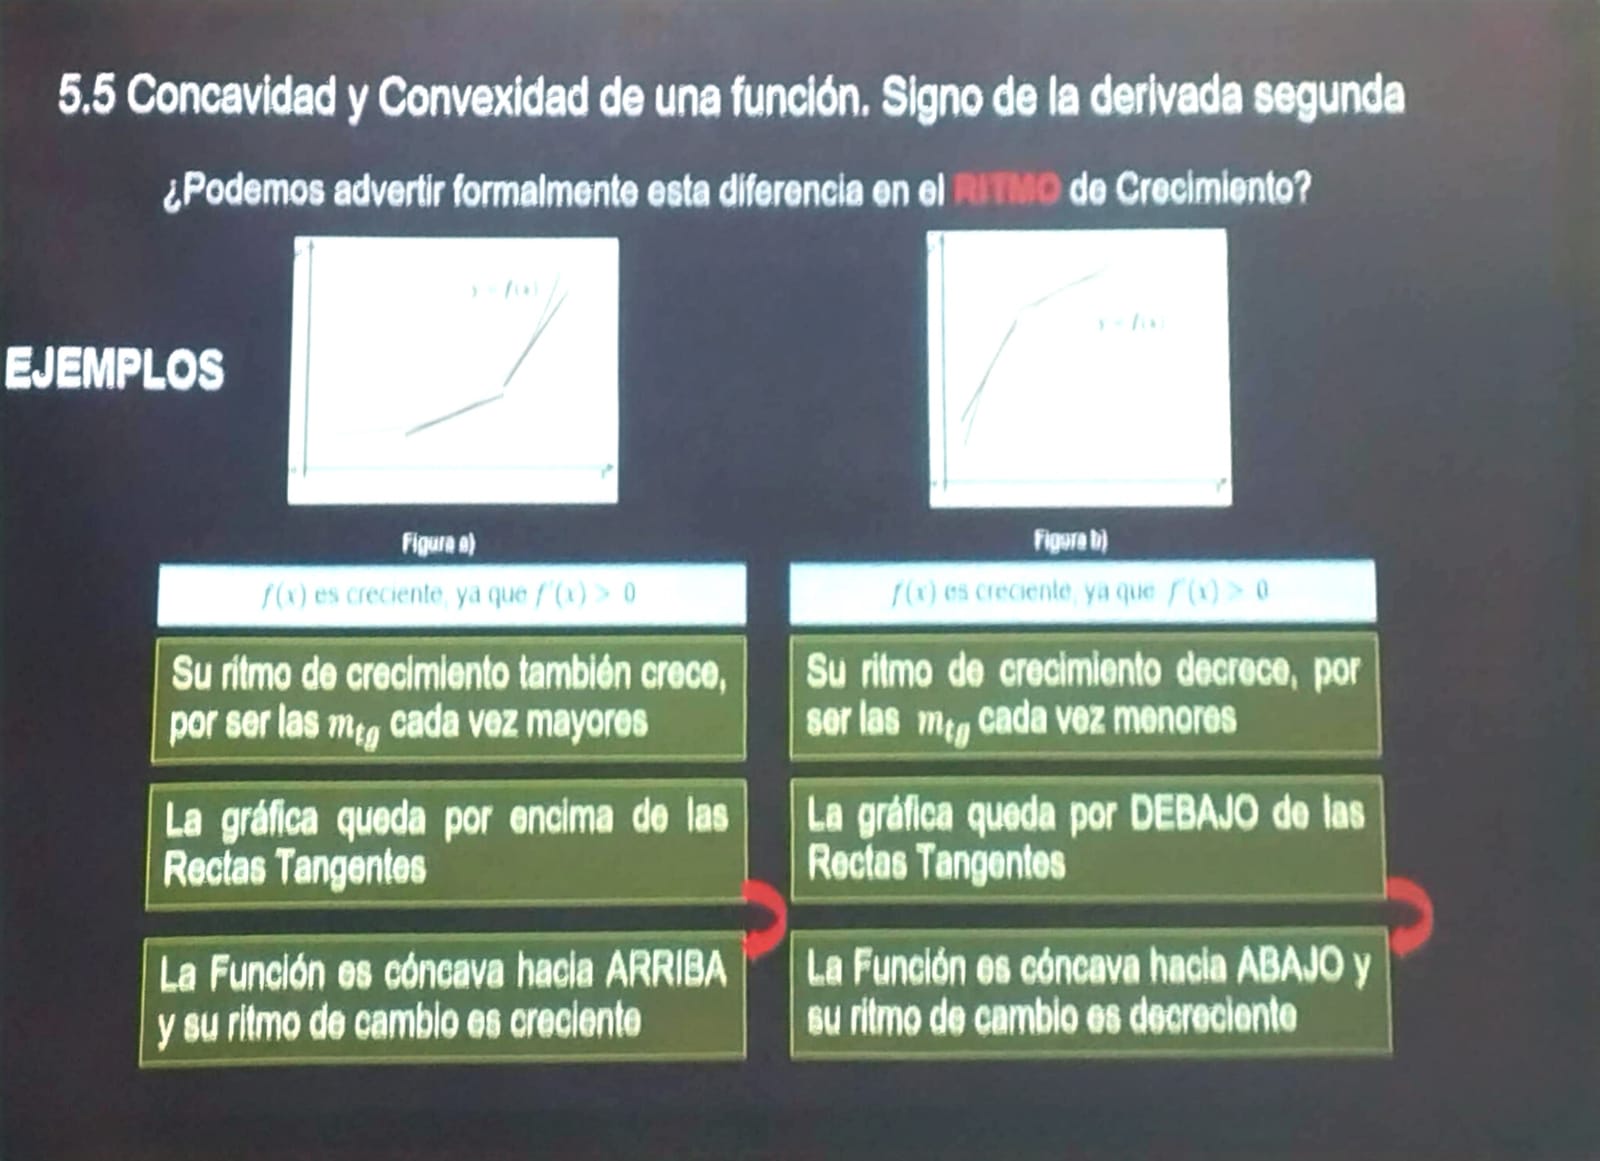 5.5 Concavidad y Convexidad de una función. Signo de la derivada segunda
¿Podemos advertir formalmente esta diferencia en el RITMO de Crecimiento?
y = f(x)
y = f(x)
EJEMPLOS
Figura a)
Figura b)
f(x) es creciente, ya que f'(x) > 0
f(x) es creciente, ya que f'(x) > 0
Su ritmo de crecimiento también crece,
por ser las m_tg cada vez mayores
Su ritmo de crecimiento decrece, por
ser las m_tg cada vez menores
La gráfica queda por encima de las
Rectas Tangentes
La gráfica queda por DEBAJO de las
Rectas Tangentes
La Función es cóncava hacia ARRIBA
y su ritmo de cambio es creciente
La Función es cóncava hacia ABAJO y
su ritmo de cambio es decreciente